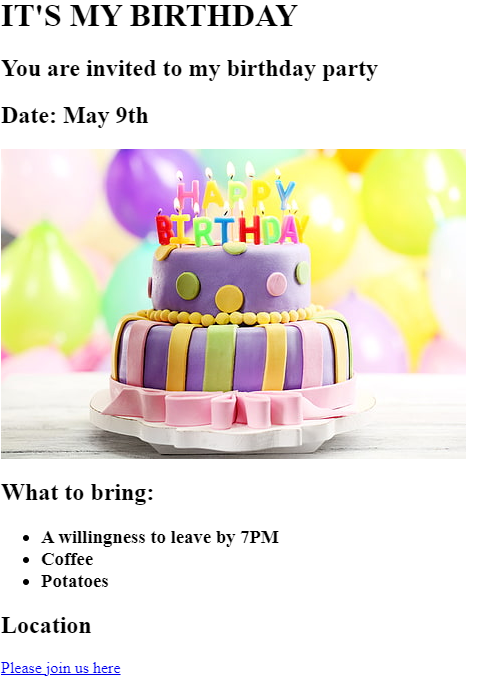 IT'S MY BIRTHDAY
You are invited to my birthday party
Date: May 9th
HAPPY
BIRTHDAY
What to bring:
A willingness to leave by 7PM
Coffee
Potatoes
Location
Please join us here